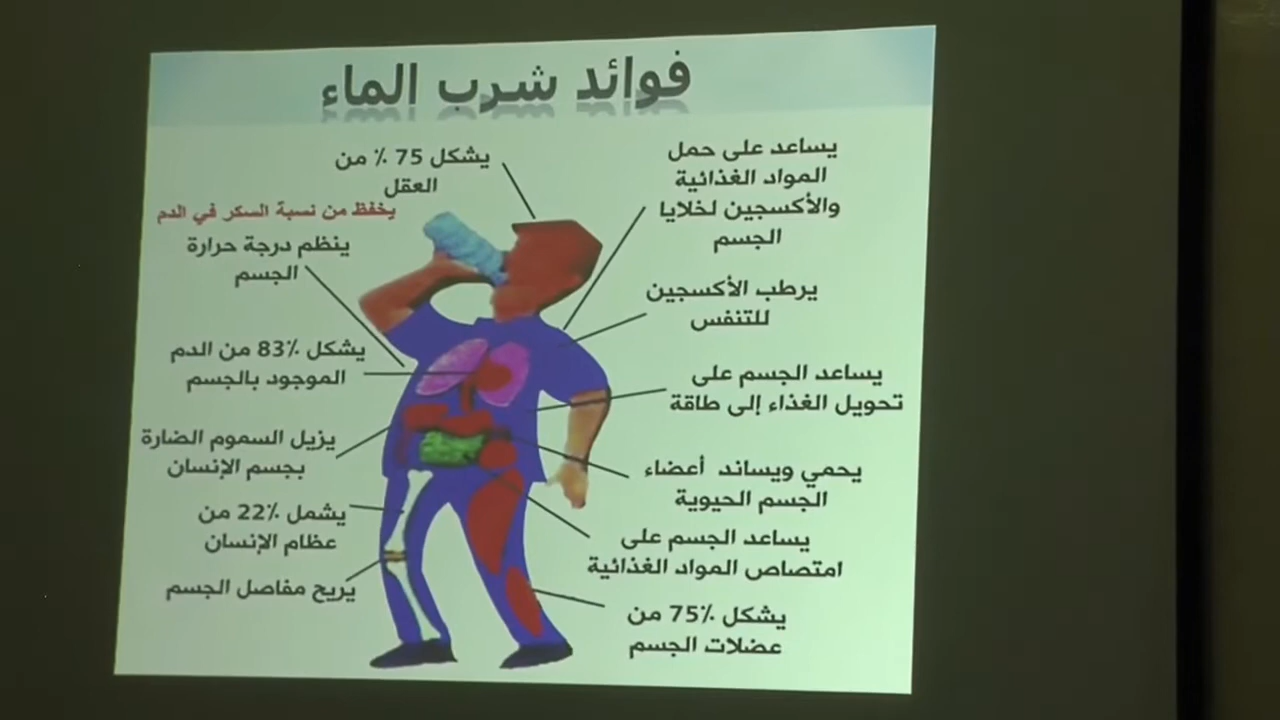 فوائد شرب الماء
يساعد على حمل
المواد الغذائية
والأكسجين لخلايا
الجسم
يرطب الأكسجين
للتنفس
يساعد الجسم على
تحويل الغذاء إلى طاقة
يحمي ويساند أعضاء
الجسم الحيوية
يساعد الجسم على
امتصاص المواد الغذائية
يشكل 75٪ من
عضلات الجسم
يشكل 75 ٪ من
العقل
يخفظ من نسبة السكر في الدم
ينظم درجة حرارة
الجسم
يشكل 83٪ من الدم
الموجود بالجسم
يزيل السموم الضارة
بجسم الإنسان
يشمل 22٪ من
عظام الإنسان
يريح مفاصل الجسم